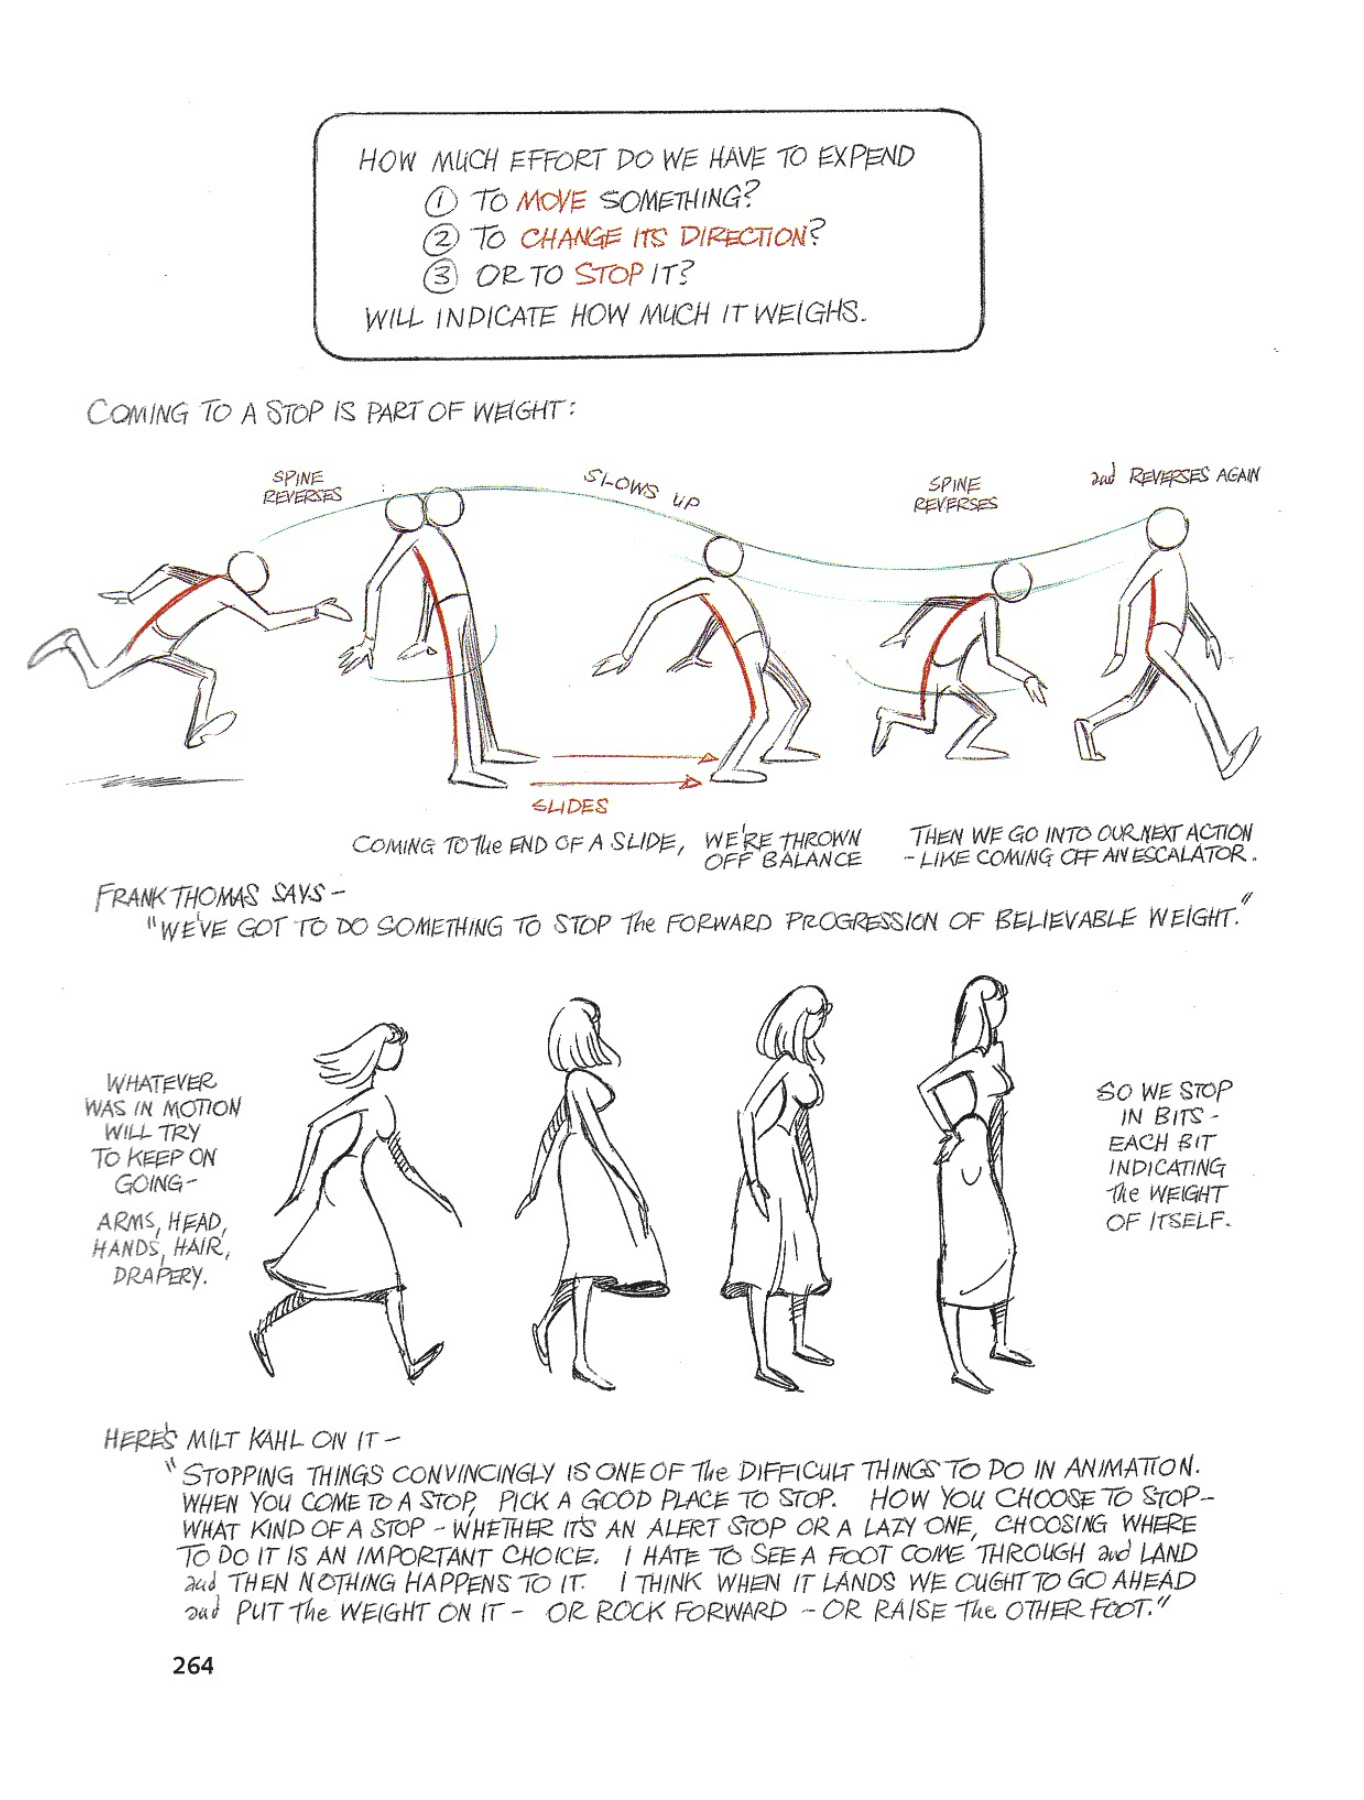 HOW MUCH EFFORT DO WE HAVE TO EXPEND
① TO MOVE SOMETHING?
② TO CHANGE ITS DIRECTION?
③ OR TO STOP IT?
WILL INDICATE HOW MUCH IT WEIGHS.
COMING TO A STOP IS PART OF WEIGHT:
SPINE
REVERSES
SLOWS UP
SPINE
REVERSES
and REVERSES AGAIN
SLIDES
COMING TO the END OF A SLIDE,
WE'RE THROWN
OFF BALANCE
THEN WE GO INTO OUR NEXT ACTION
- LIKE COMING OFF AN ESCALATOR.
FRANK THOMAS SAYS -
"WE'VE GOT TO DO SOMETHING TO STOP the FORWARD PROGRESSION OF BELIEVABLE WEIGHT."
WHATEVER
WAS IN MOTION
WILL TRY
TO KEEP ON
GOING -
ARMS, HEAD,
HANDS, HAIR,
DRAPERY.
SO WE STOP
IN BITS -
EACH BIT
INDICATING
the WEIGHT
OF ITSELF.
HERE'S MILT KAHL ON IT -
"STOPPING THINGS CONVINCINGLY IS ONE OF the DIFFICULT THINGS TO DO IN ANIMATION.
WHEN YOU COME TO A STOP, PICK A GOOD PLACE TO STOP. HOW YOU CHOOSE TO STOP -
WHAT KIND OF A STOP - WHETHER IT'S AN ALERT STOP OR A LAZY ONE, CHOOSING WHERE
TO DO IT IS AN IMPORTANT CHOICE. I HATE TO SEE A FOOT COME THROUGH and LAND
and THEN NOTHING HAPPENS TO IT. I THINK WHEN IT LANDS WE OUGHT TO GO AHEAD
and PUT the WEIGHT ON IT - OR ROCK FORWARD - OR RAISE the OTHER FOOT."
264